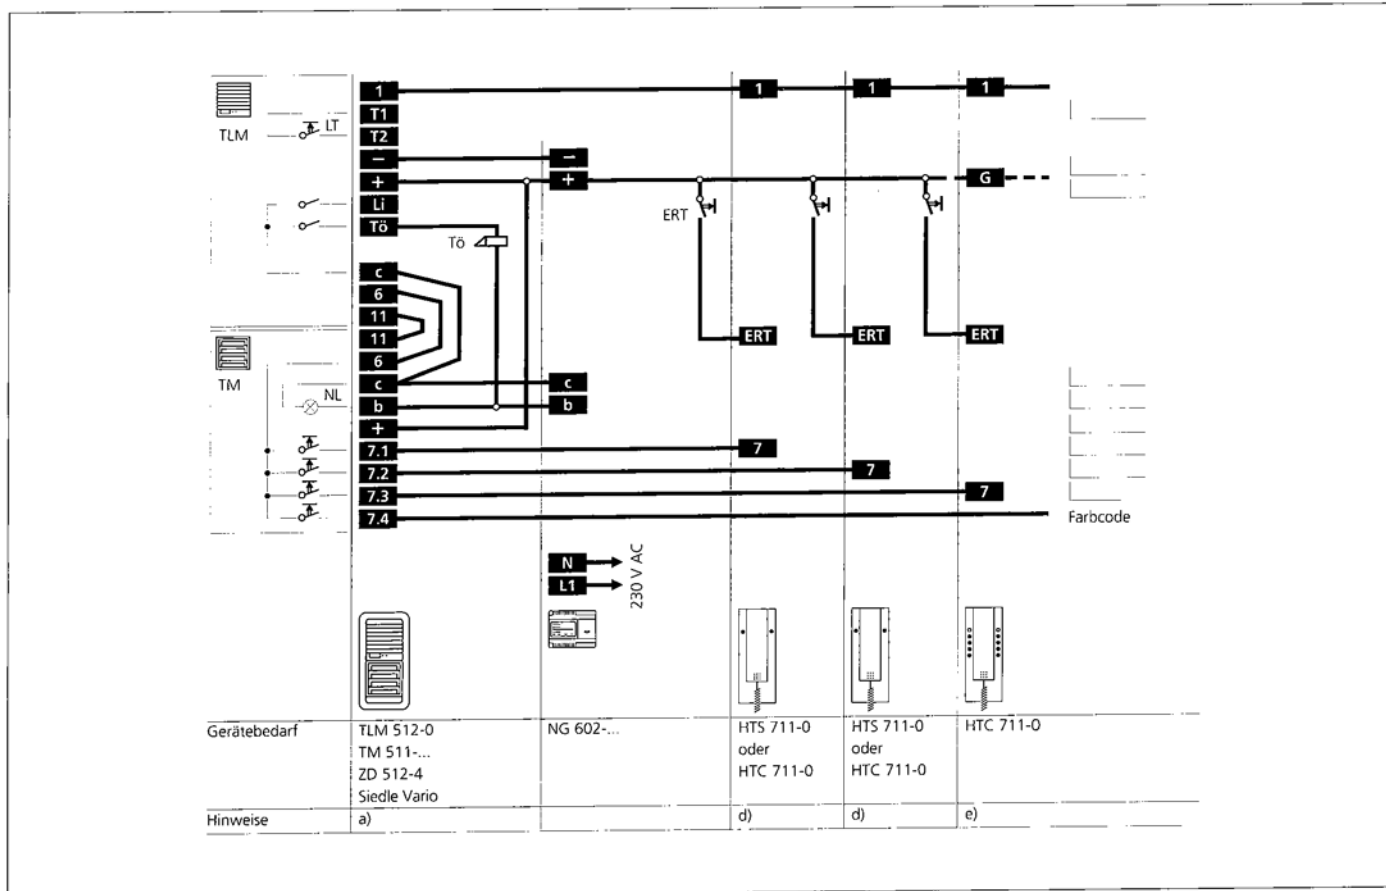 1 1 1 1
TLM
T1
LT
T2
– –
+ + G
Li
ERT
Tö
Tö
c
6
11
11 ERT ERT ERT
6
TM
c c
NL
b b
+
7.1 7
7.2 7
7.3 7
7.4
Farbcode
N
L1
230 V AC
Gerätebedarf
TLM 512-0
TM 511-...
ZD 512-4
Siedle Vario
NG 602-...
HTS 711-0
oder
HTC 711-0
HTS 711-0
oder
HTC 711-0
HTC 711-0
Hinweise
a)
d)
d)
e)